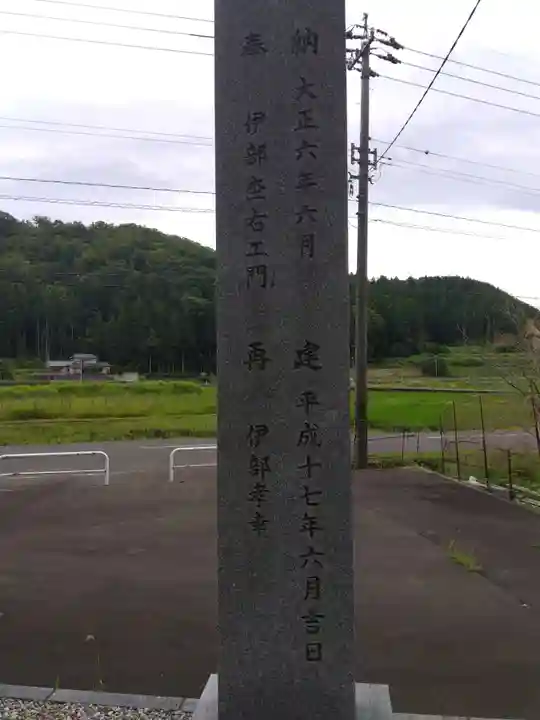 納 大正六年六月 建 平成十七年六月吉日
奉 伊部杢右エ門 再 伊部孝幸